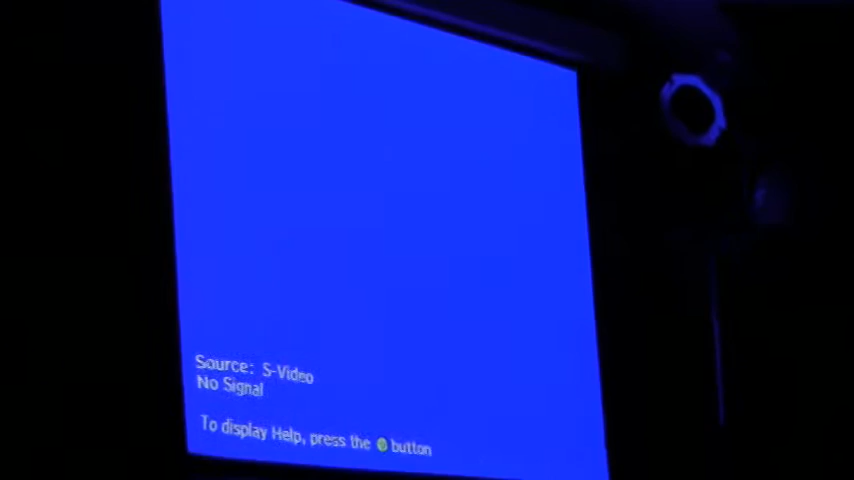 Source: S-Video
No Signal
To display Help, press the button